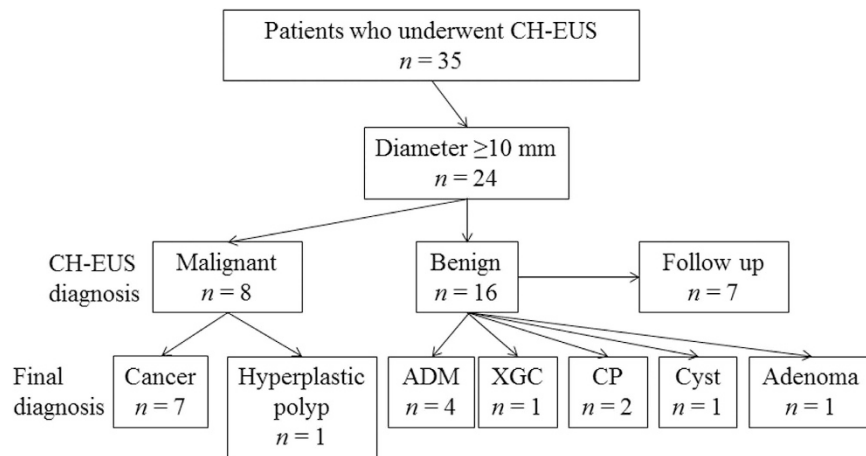 Patients who underwent CH-EUS
n = 35
Diameter ≥10 mm
n = 24
CH-EUS
diagnosis
Malignant
n = 8
Benign
n = 16
Follow up
n = 7
Final
diagnosis
Cancer
n = 7
Hyperplastic
polyp
n = 1
ADM
n = 4
XGC
n = 1
CP
n = 2
Cyst
n = 1
Adenoma
n = 1